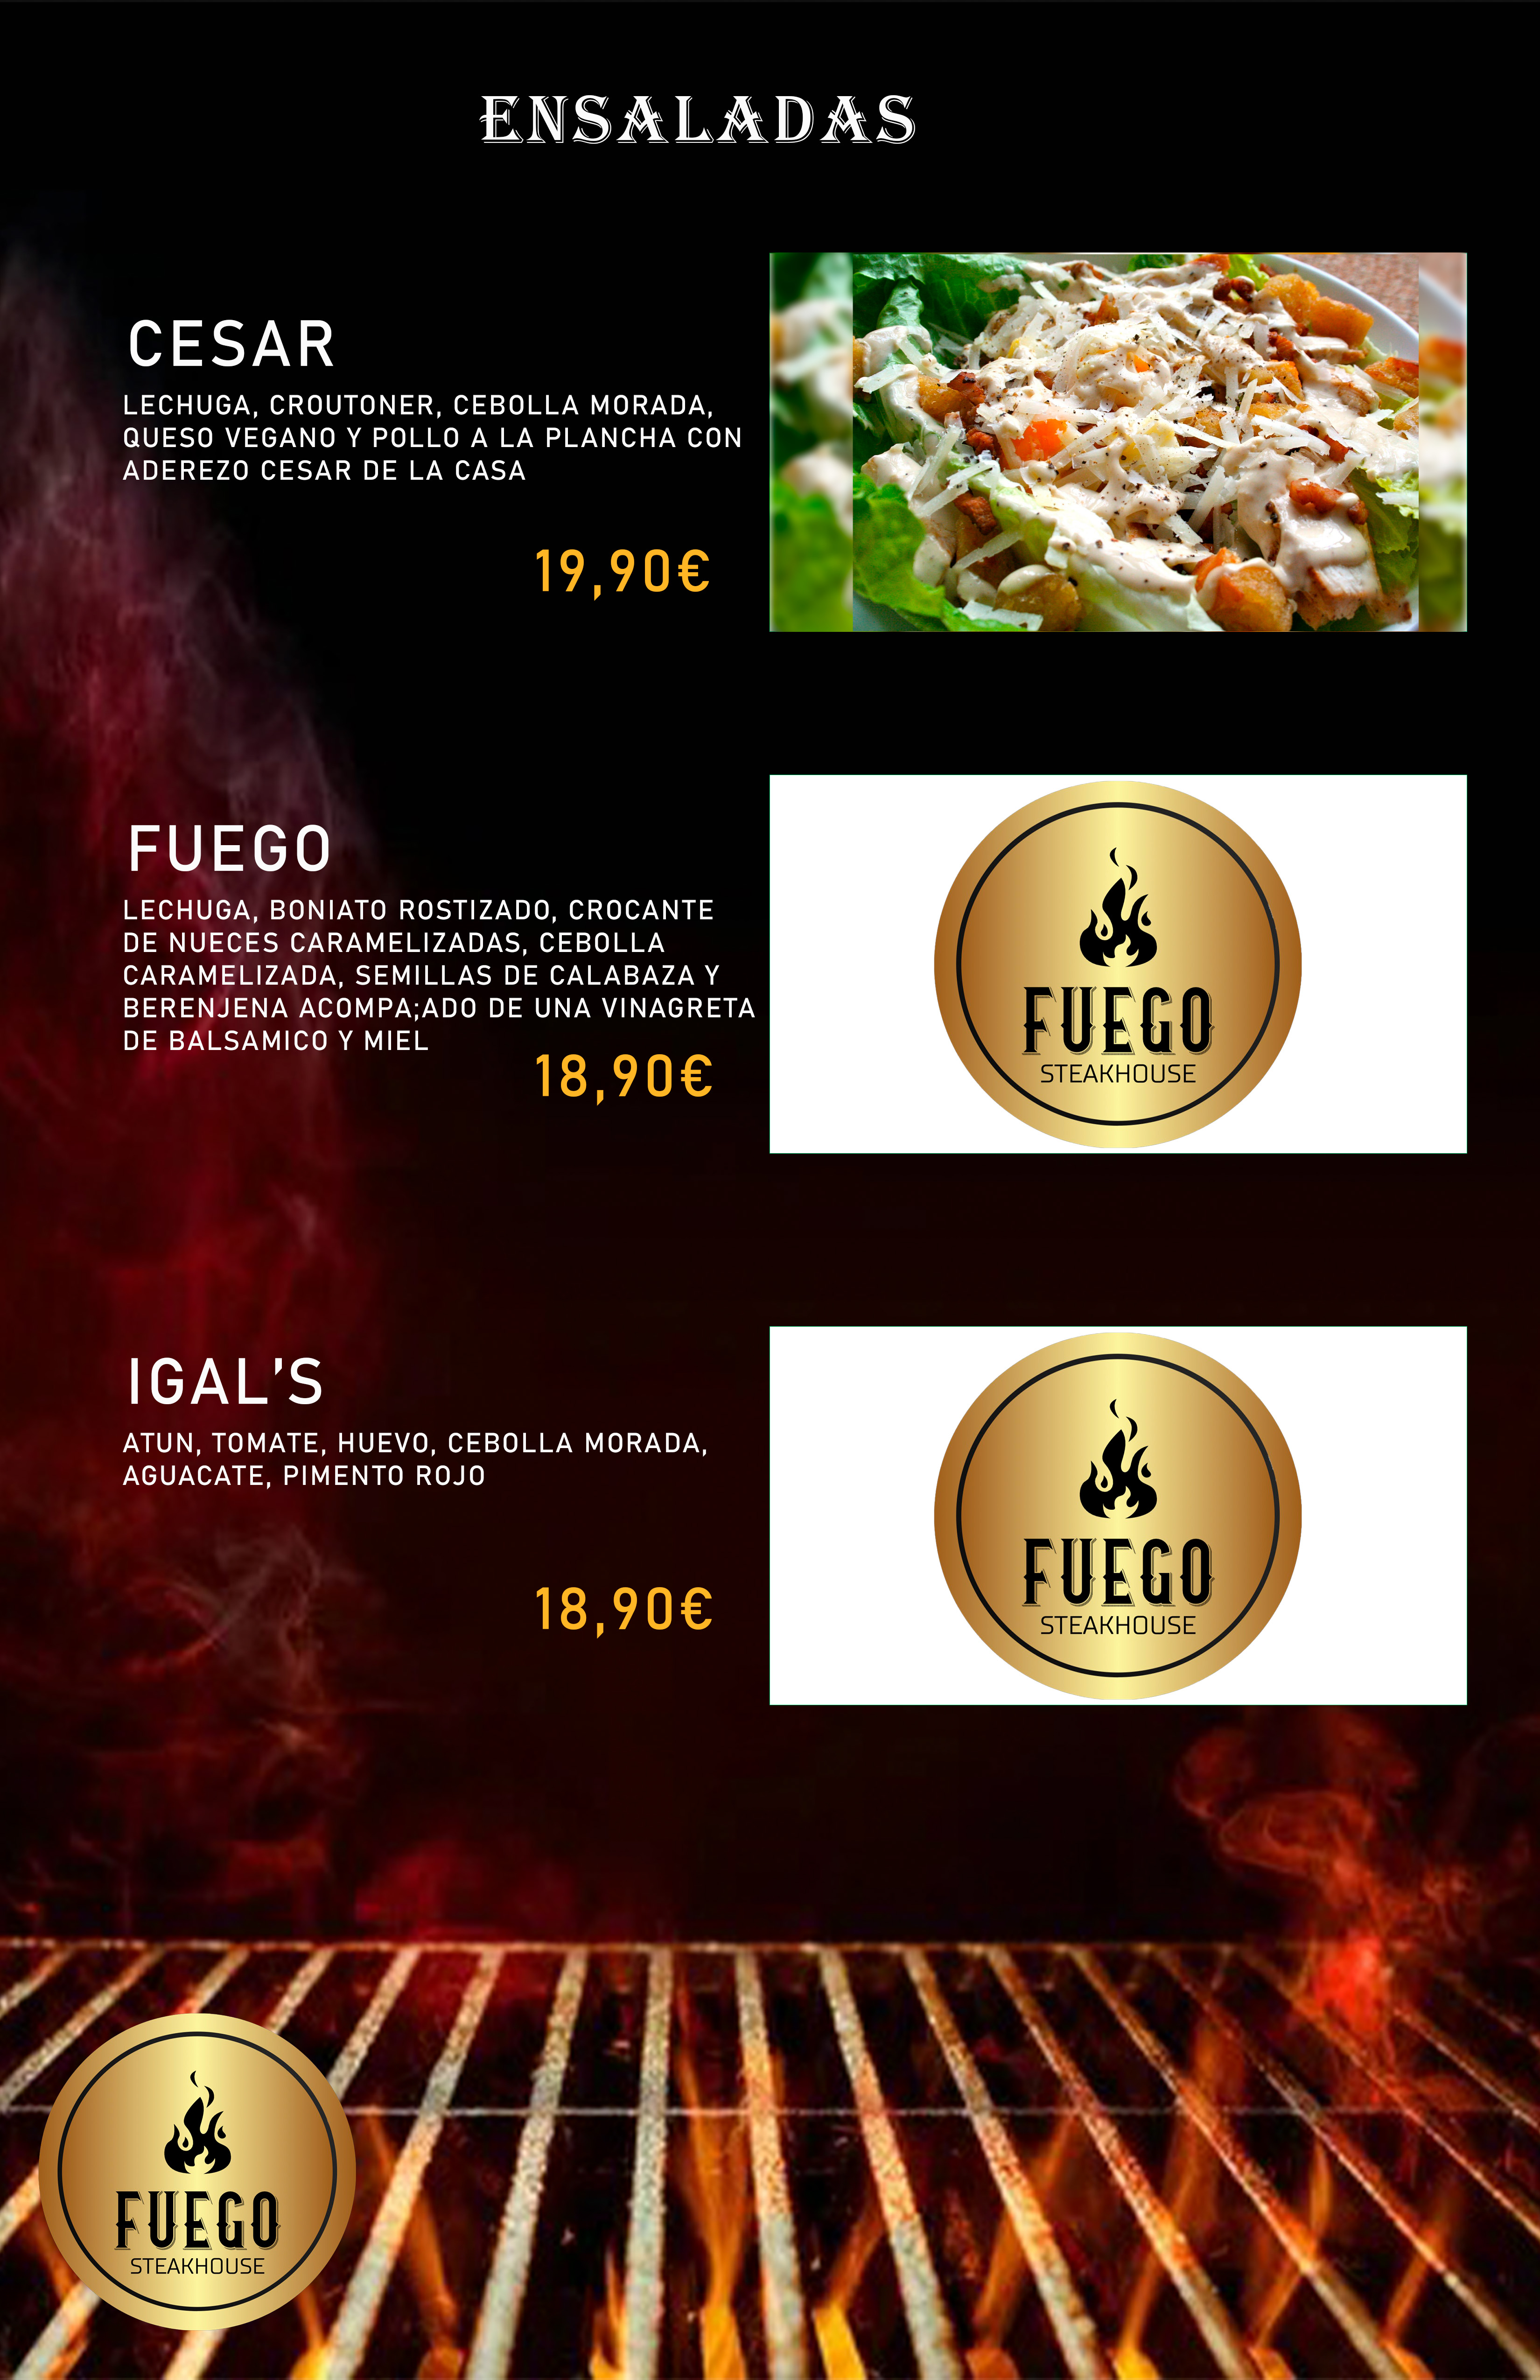 ENSALADAS
CESAR
LECHUGA, CROUTONER, CEBOLLA MORADA,
QUESO VEGANO Y POLLO A LA PLANCHA CON
ADEREZO CESAR DE LA CASA
19,90€
FUEGO
LECHUGA, BONIATO ROSTIZADO, CROCANTE
DE NUECES CARAMELIZADAS, CEBOLLA
CARAMELIZADA, SEMILLAS DE CALABAZA Y
BERENJENA ACOMPA;ADO DE UNA VINAGRETA
DE BALSAMICO Y MIEL
18,90€
FUEGO
STEAKHOUSE
IGAL'S
ATUN, TOMATE, HUEVO, CEBOLLA MORADA,
AGUACATE, PIMENTO ROJO
18,90€
FUEGO
STEAKHOUSE
FUEGO
STEAKHOUSE